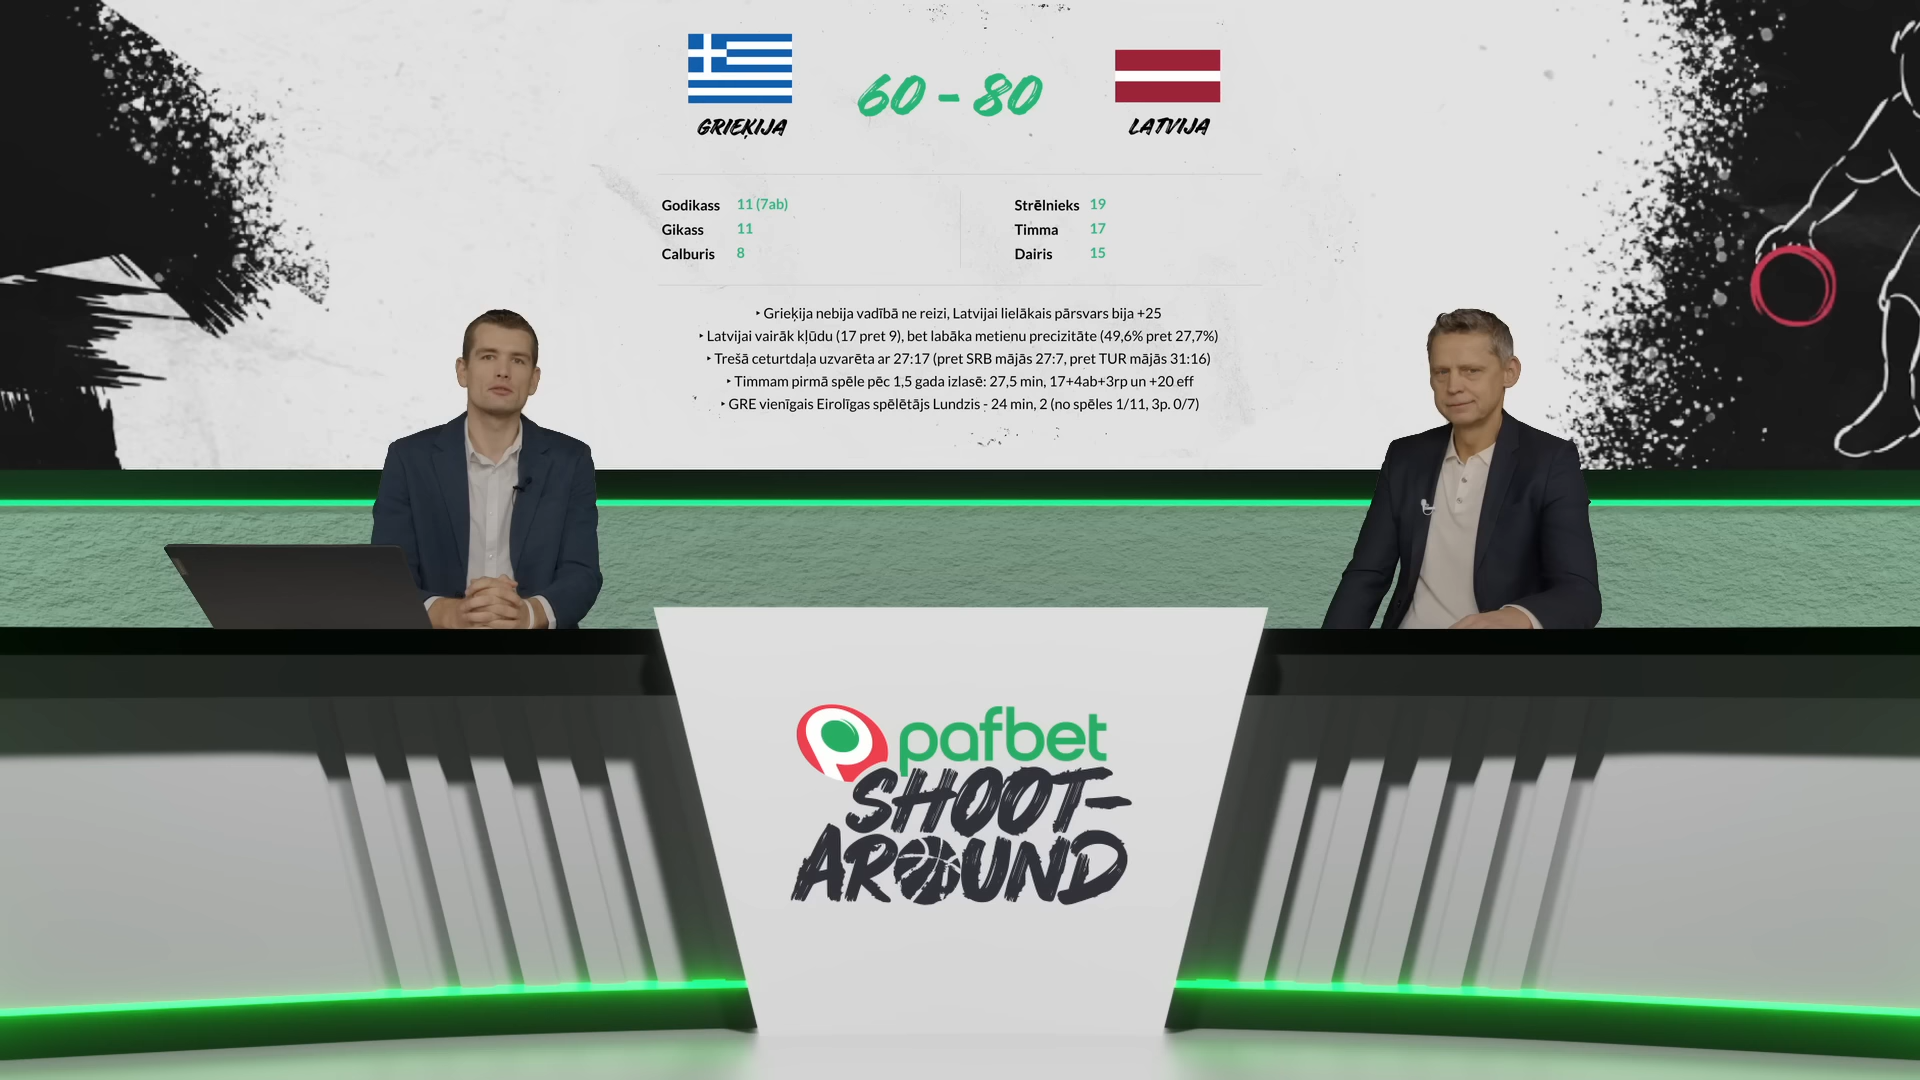 60 - 80
GRIEĶIJA
LATVIJA
Godikass 11 (7ab)
Gikass 11
Calburis 8
Strēlnieks 19
Timma 17
Dairis 15
‣ Grieķija nebija vadībā ne reizi, Latvijai lielākais pārsvars bija +25
‣ Latvijai vairāk kļūdu (17 pret 9), bet labāka metienu precizitāte (49,6% pret 27,7%)
‣ Trešā ceturtdaļa uzvarēta ar 27:17 (pret SRB mājās 27:7, pret TUR mājās 31:16)
‣ Timmam pirmā spēle pēc 1,5 gada izlasē: 27,5 min, 17+4ab+3rp un +20 eff
‣ GRE vienīgais Eirolīgas spēlētājs Lundzis - 24 min, 2 (no spēles 1/11, 3p. 0/7)
pafbet
SHOOT-
AROUND